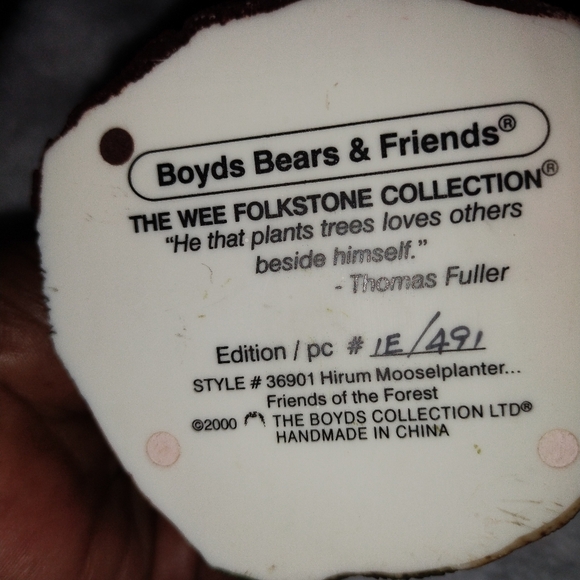 Boyds Bears & Friends®
THE WEE FOLKSTONE COLLECTION®
“He that plants trees loves others
beside himself.”
- Thomas Fuller
Edition / pc # 1E/491
STYLE # 36901 Hirum Mooselplanter...
Friends of the Forest
©2000 THE BOYDS COLLECTION LTD®
HANDMADE IN CHINA